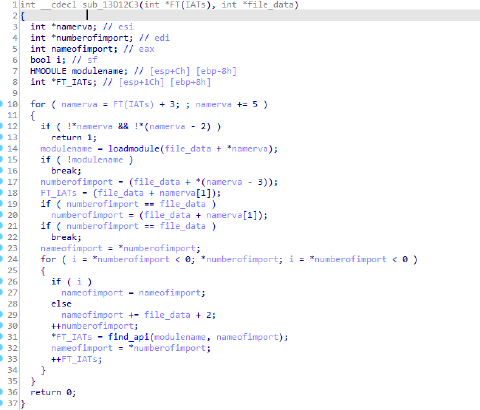 1 int __cdecl sub_13D12C3(int *FT(IATs), int *file_data)
2 {
3 int *namerva; // esi
4 int *numberofimport; // edi
5 int nameofimport; // eax
6 bool i; // sf
7 HMODULE modulename; // [esp+Ch] [ebp-8h]
8 int *FT_IATs; // [esp+1Ch] [ebp+8h]
9
10 for ( namerva = FT(IATs) + 3; ; namerva += 5 )
11 {
12 if ( !*namerva && !*(namerva - 2) )
13 return 1;
14 modulename = loadmodule(file_data + *namerva);
15 if ( !modulename )
16 break;
17 numberofimport = (file_data + *(namerva - 3));
18 FT_IATs = (file_data + namerva[1]);
19 if ( numberofimport == file_data )
20 numberofimport = (file_data + namerva[1]);
21 if ( numberofimport == file_data )
22 break;
23 nameofimport = *numberofimport;
24 for ( i = *numberofimport < 0; *numberofimport; i = *numberofimport < 0 )
25 {
26 if ( i )
27 nameofimport = nameofimport;
28 else
29 nameofimport += file_data + 2;
30 ++numberofimport;
31 *FT_IATs = find_api(modulename, nameofimport);
32 nameofimport = *numberofimport;
33 ++FT_IATs;
34 }
35 }
36 return 0;
37 }